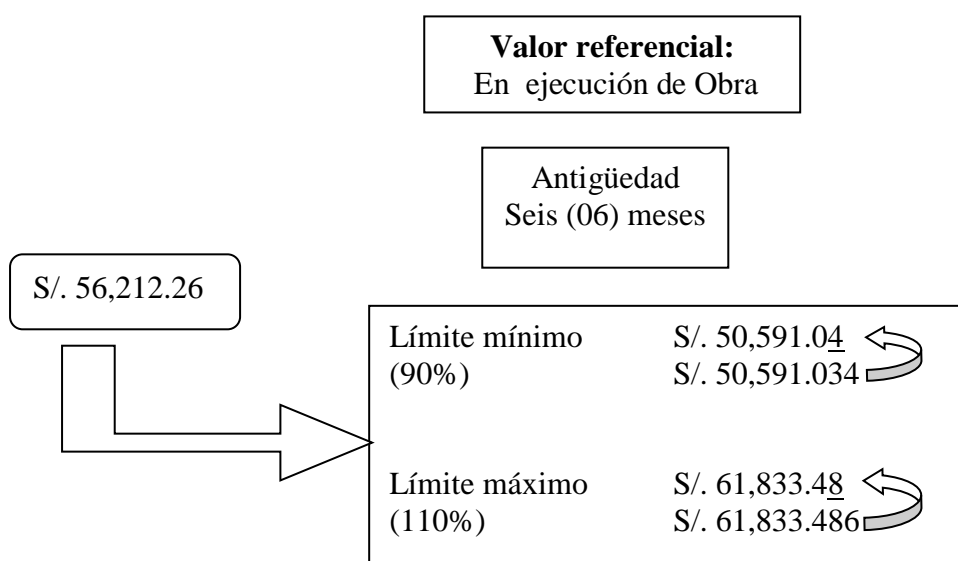 Valor referencial:
En ejecución de Obra
Antigüedad
Seis (06) meses
S/. 56,212.26
Límite mínimo S/. 50,591.04
(90%) S/. 50,591.034
Límite máximo S/. 61,833.48
(110%) S/. 61,833.486